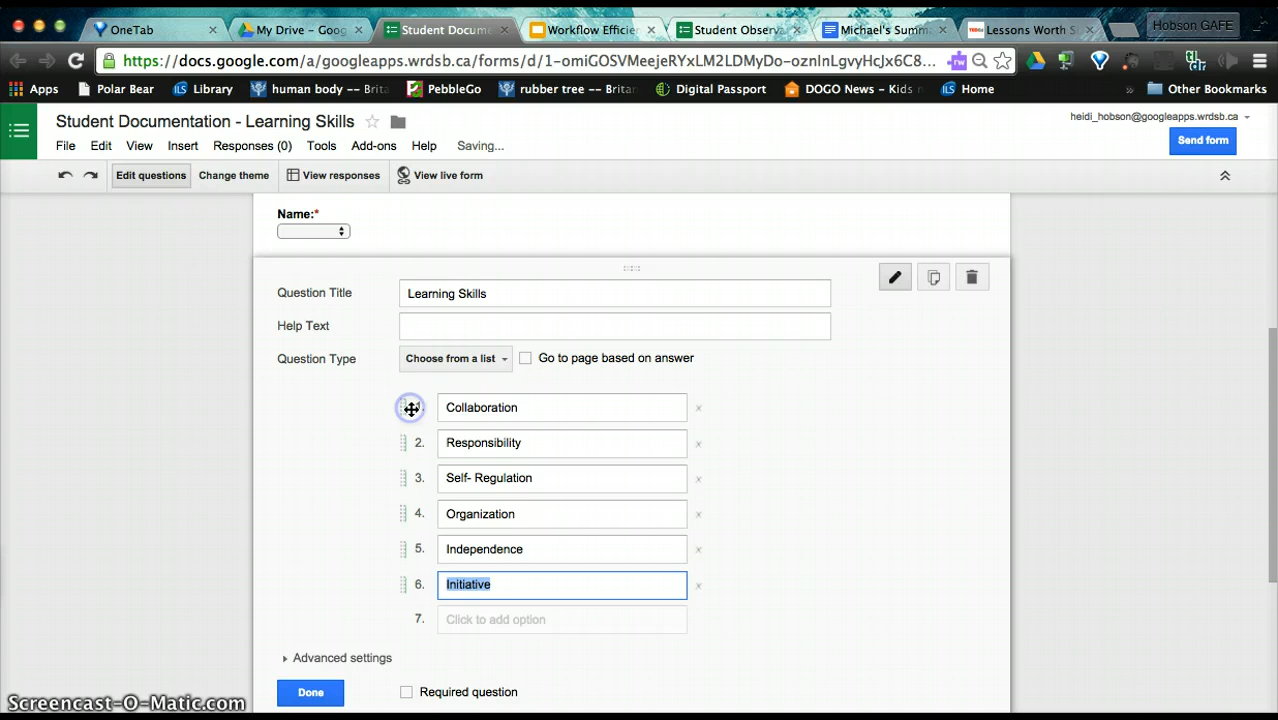 OneTab
My Drive – Goog
Student Docume
Workflow Efficie
Student Observa
Michael's Summ
Lessons Worth S
Hobson GAFE
https://docs.google.com/a/googleapps.wrdsb.ca/forms/d/1-omiGOSVMeejeRYxLM2LDMyDo-oznInLgvyHcJx6C8...
Apps
Polar Bear
Library
human body -- Brita
PebbleGo
rubber tree -- Britan
Digital Passport
DOGO News - Kids n
Home
»
Other Bookmarks
Student Documentation - Learning Skills
heidi_hobson@googleapps.wrdsb.ca
File Edit View Insert Responses (0) Tools Add-ons Help Saving...
Send form
Edit questions
Change theme
View responses
View live form
Name:*
Question Title
Learning Skills
Help Text
Question Type
Choose from a list
Go to page based on answer
Collaboration
2. Responsibility
3. Self- Regulation
4. Organization
5. Independence
6. Initiative
7. Click to add option
Advanced settings
Done
Required question
Screencast-O-Matic.com